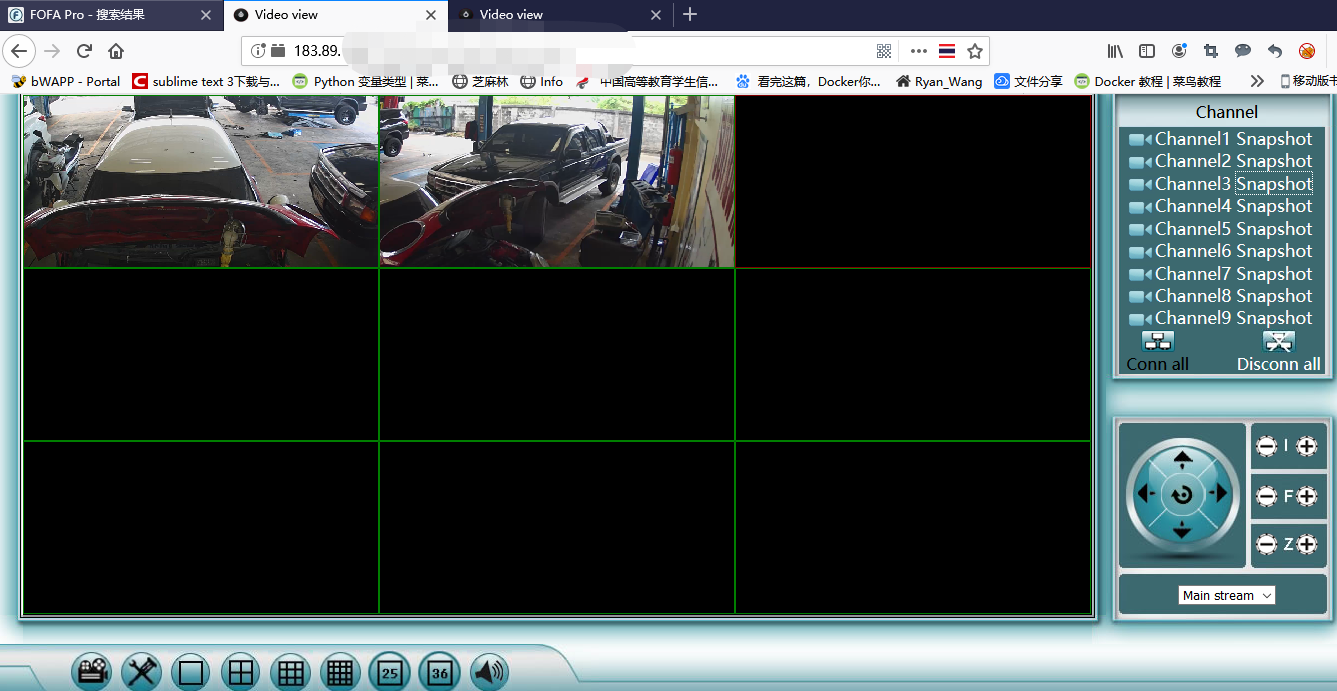 FOFA Pro - 搜索结果
Video view
Video view
183.89.
bWAPP - Portal
sublime text 3下载与...
Python 变量类型 | 菜...
芝麻林
Info
中国高等教育学生信...
看完这篇，Docker你...
Ryan_Wang
文件分享
Docker 教程 | 菜鸟教程
移动版书
Channel
Channel1 Snapshot
Channel2 Snapshot
Channel3 Snapshot
Channel4 Snapshot
Channel5 Snapshot
Channel6 Snapshot
Channel7 Snapshot
Channel8 Snapshot
Channel9 Snapshot
Conn all
Disconn all
I
F
Z
Main stream
25
36